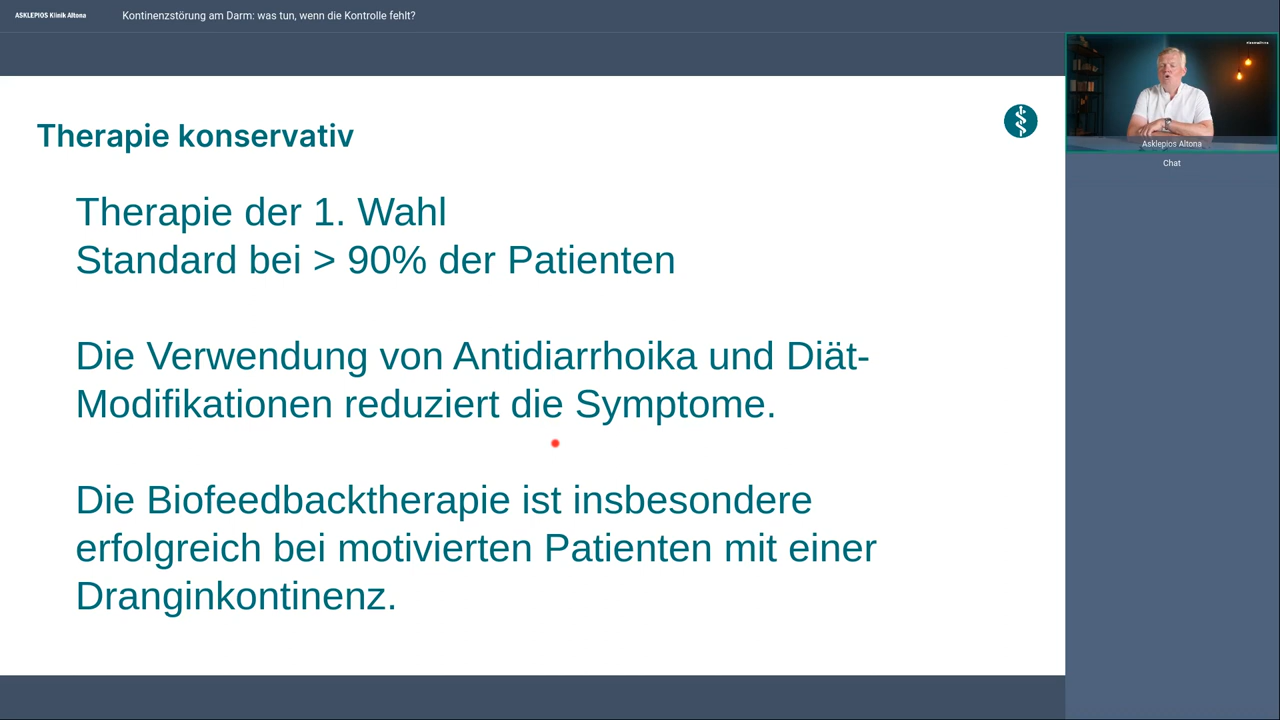 ASKLEPIOS Klinik Altona
Kontinenzstörung am Darm: was tun, wenn die Kontrolle fehlt?
Therapie konservativ
Therapie der 1. Wahl
Standard bei > 90% der Patienten
Die Verwendung von Antidiarrhoika und Diät-
Modifikationen reduziert die Symptome.
Die Biofeedbacktherapie ist insbesondere
erfolgreich bei motivierten Patienten mit einer
Dranginkontinenz.
Asklepios Altona
Chat